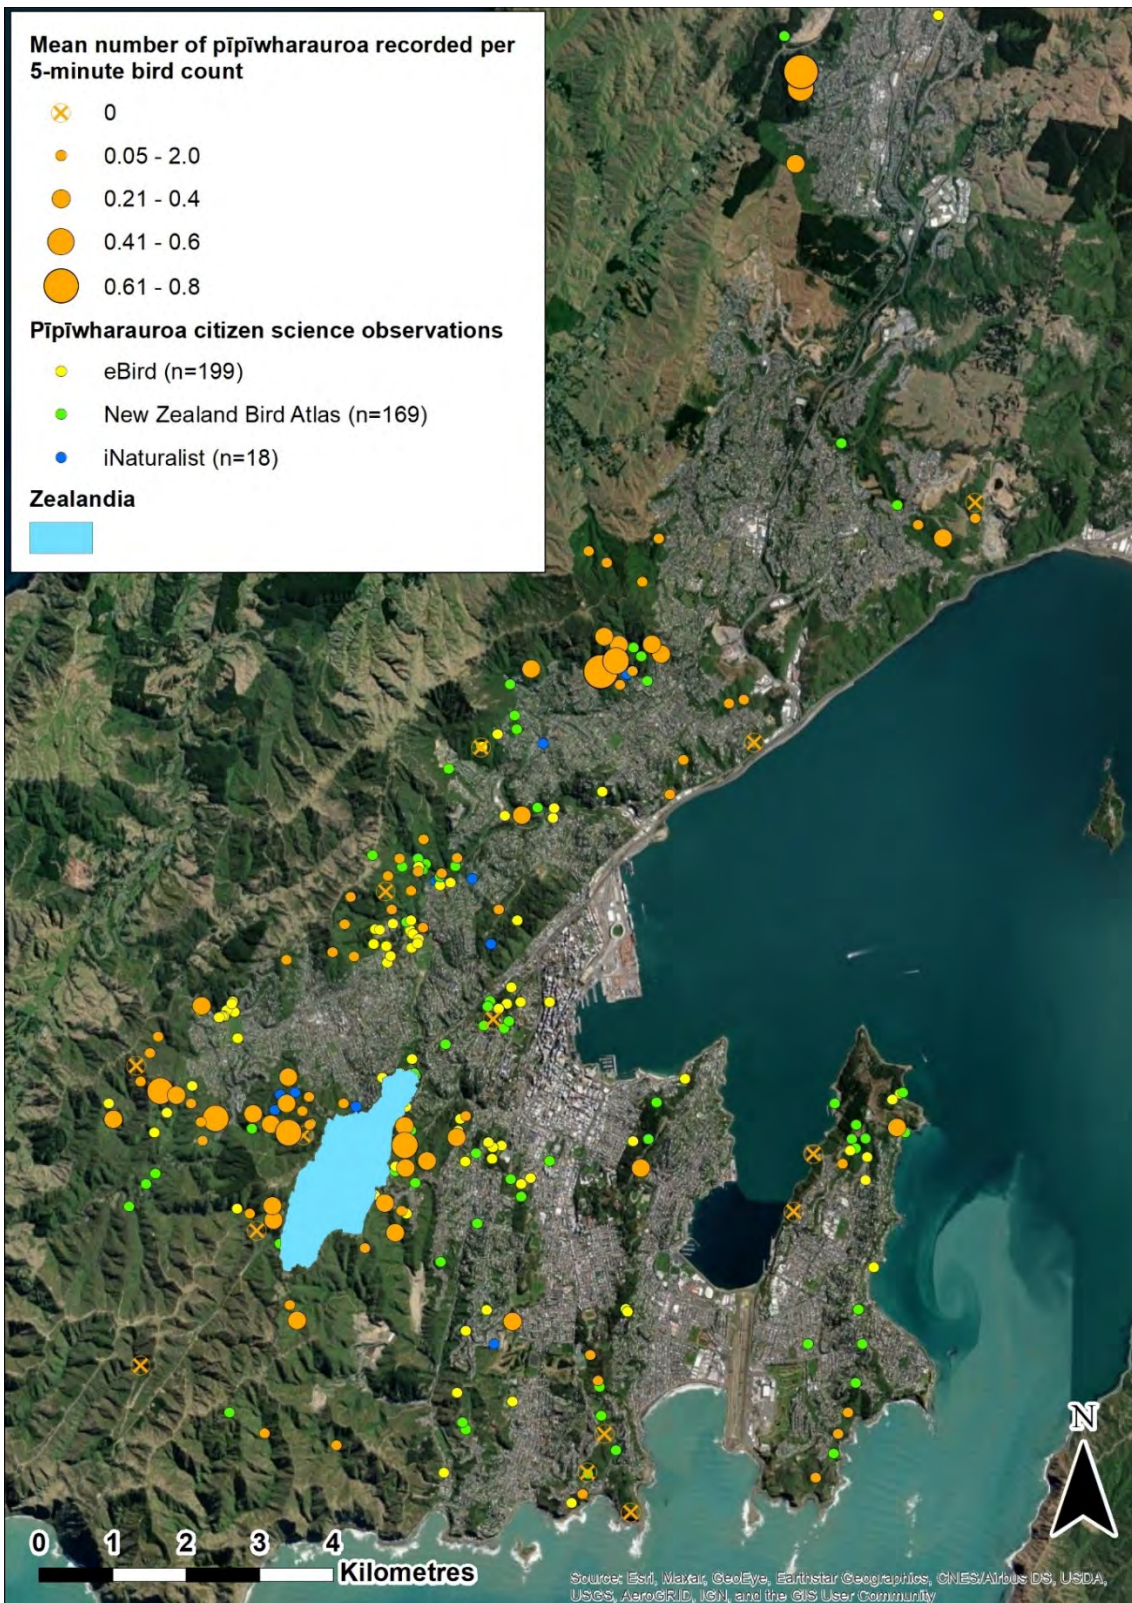 Mean number of pīpīwharauroa recorded per
5-minute bird count
0
0.05 - 2.0
0.21 - 0.4
0.41 - 0.6
0.61 - 0.8
Pīpīwharauroa citizen science observations
eBird (n=199)
New Zealand Bird Atlas (n=169)
iNaturalist (n=18)
Zealandia
N
0 1 2 3 4
Kilometres
Source: Esri, Maxar, GeoEye, Earthstar Geographics, CNES/Airbus DS, USDA,
USGS, AeroGRID, IGN, and the GIS User Community